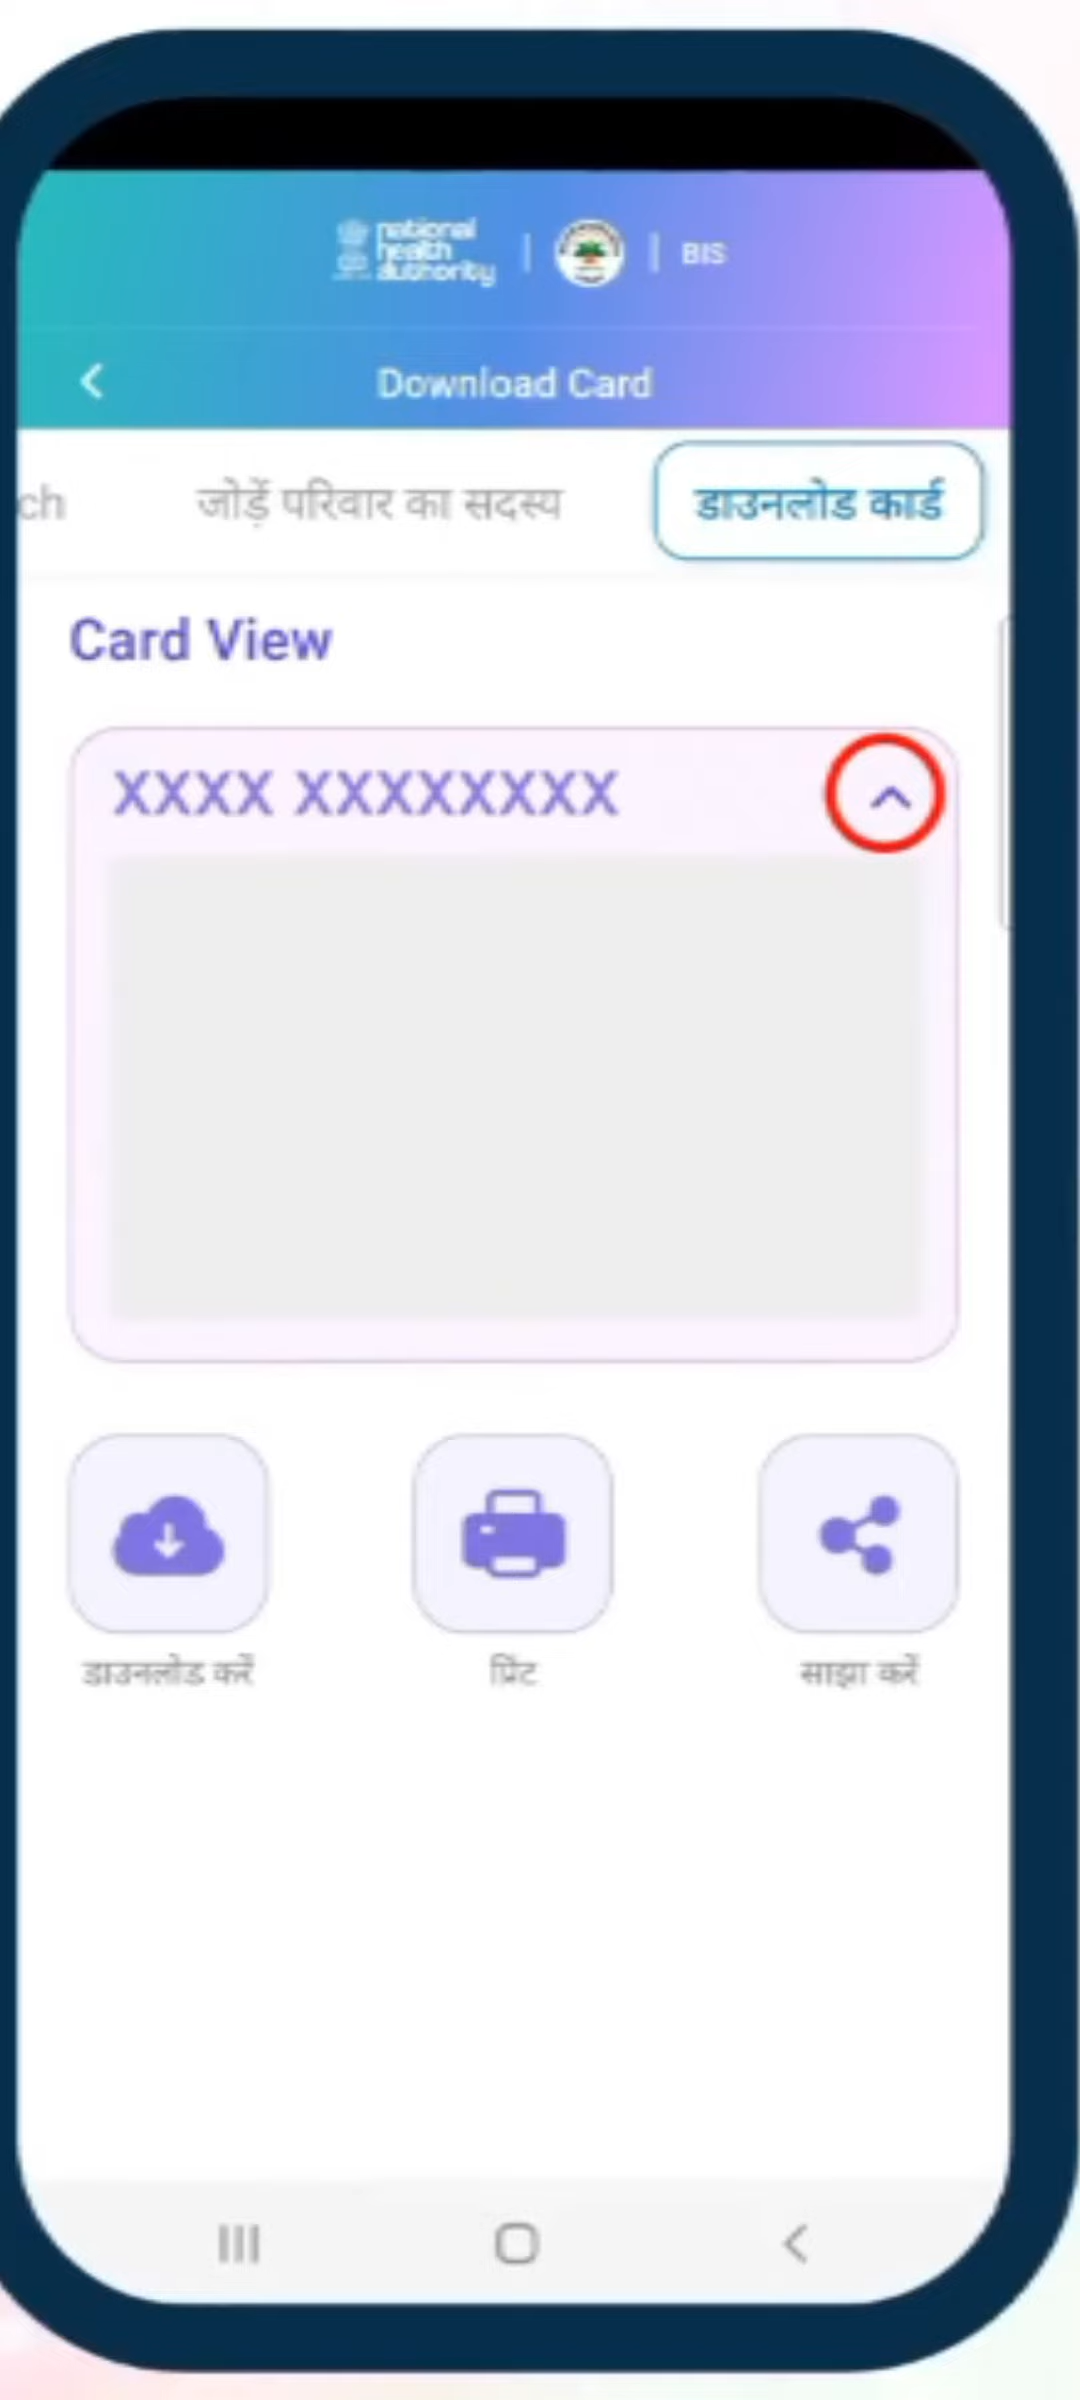 national
health
authority
BIS
Download Card
ch
जोड़ें परिवार का सदस्य
डाउनलोड कार्ड
Card View
XXXX XXXXXXXX
डाउनलोड करें
प्रिंट
साझा करें